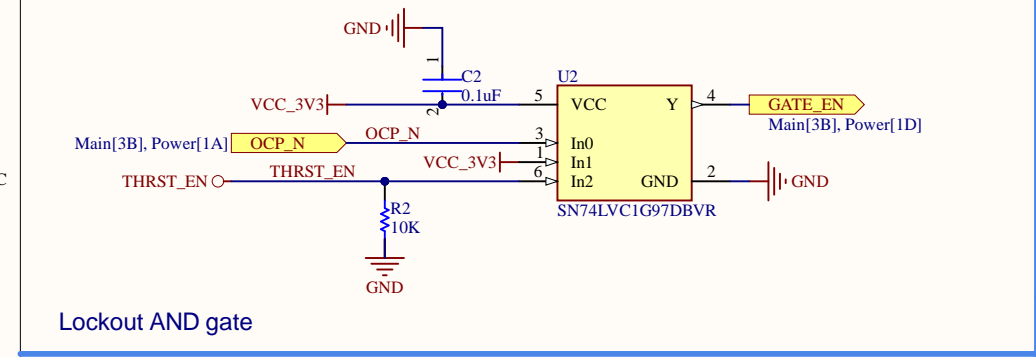 GND
1
C2
0.1uF
2
U2
VCC_3V3
5
VCC
Y
4
GATE_EN
Main[3B], Power[1D]
Main[3B], Power[1A]
OCP_N
OCP_N
3
In0
VCC_3V3
1
In1
THRST_EN
THRST_EN
6
In2
GND
2
GND
SN74LVC1G97DBVR
R2
10K
GND
C
Lockout AND gate